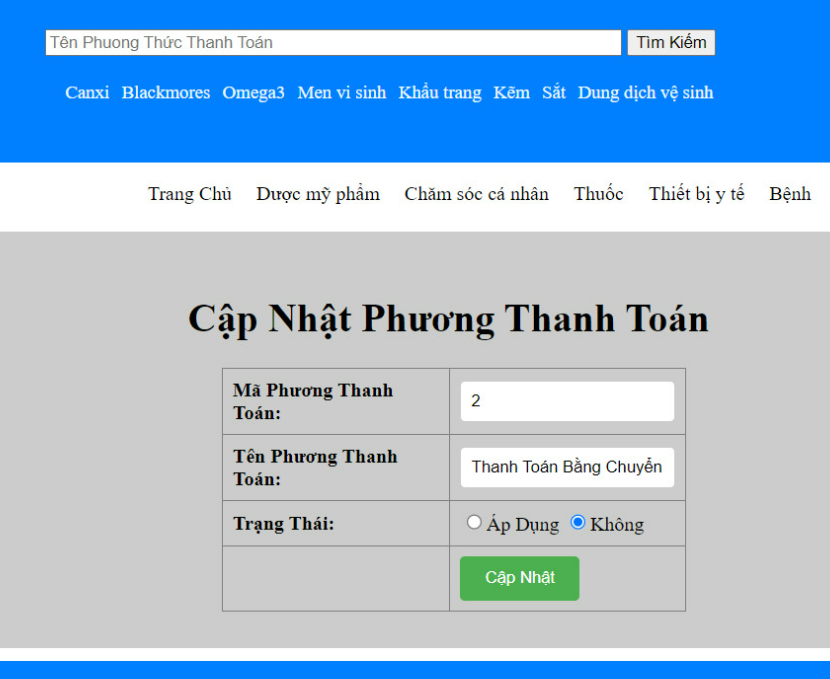 Tên Phuong Thức Thanh Toán Tìm Kiếm
Canxi Blackmores Omega3 Men vi sinh Khẩu trang Kẽm Sắt Dung dịch vệ sinh
Trang Chủ Dược mỹ phẩm Chăm sóc cá nhân Thuốc Thiết bị y tế Bệnh
Cập Nhật Phương Thanh Toán
Mã Phương Thanh
Toán:
2
Tên Phương Thanh
Toán:
Thanh Toán Bằng Chuyển
Trạng Thái: Áp Dụng Không
Cập Nhật